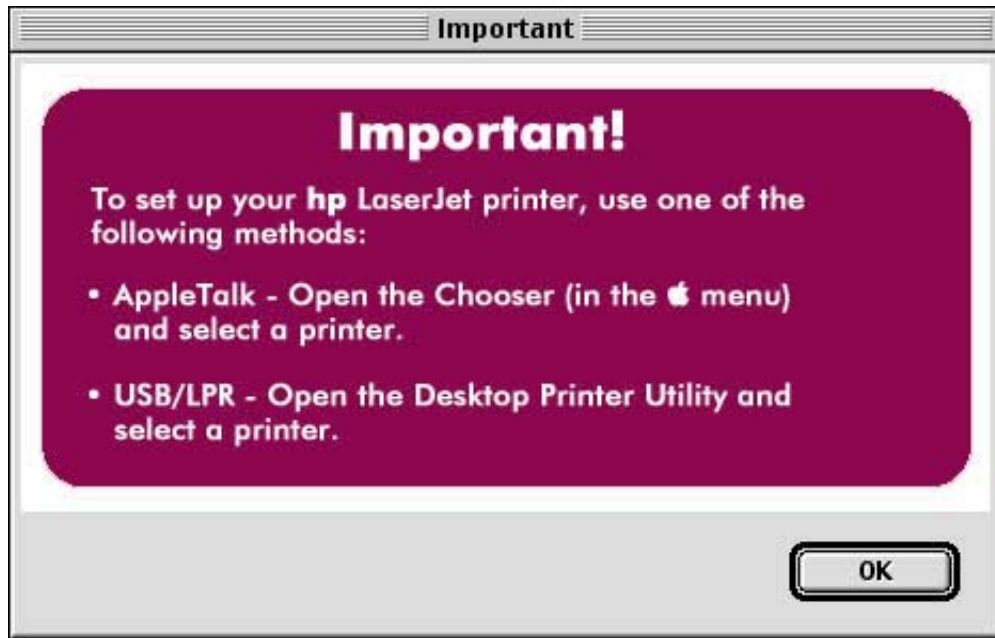 Important
Important!
To set up your hp LaserJet printer, use one of the
following methods:
• AppleTalk - Open the Chooser (in the  menu)
and select a printer.
• USB/LPR - Open the Desktop Printer Utility and
select a printer.
OK